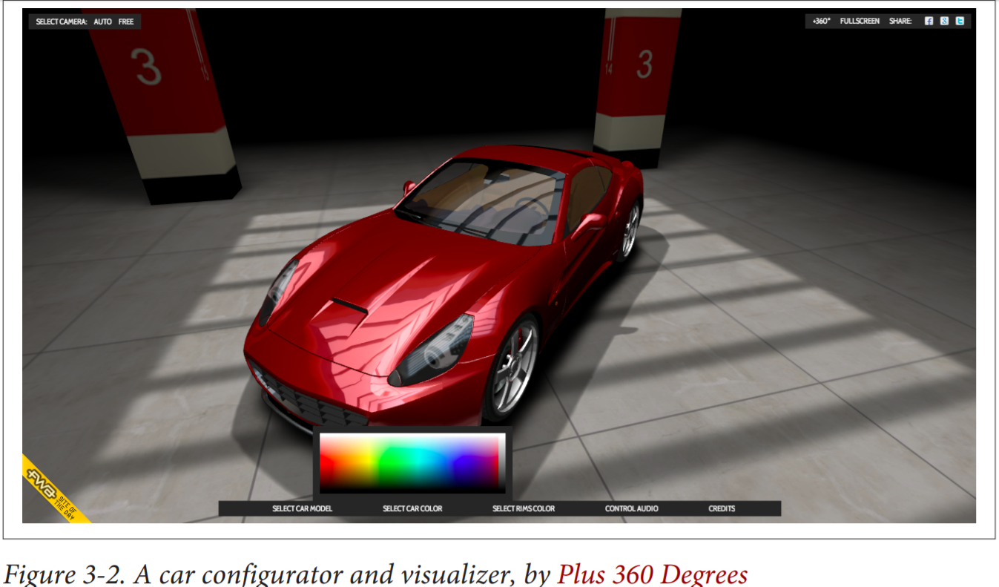 SELECT CAMERA: AUTO FREE
+360° FULLSCREEN SHARE:
3
15
14
3
fwa
SITE OF
THE DAY
SELECT CAR MODEL SELECT CAR COLOR SELECT RIMS COLOR CONTROL AUDIO CREDITS
Figure 3-2. A car configurator and visualizer, by Plus 360 Degrees